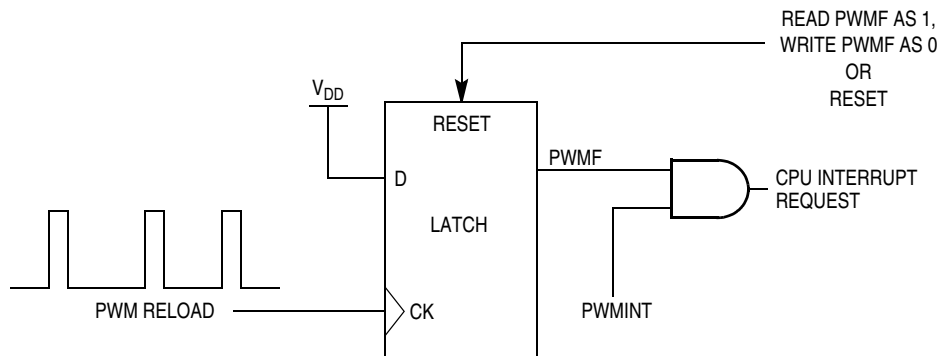 READ PWMF AS 1,
WRITE PWMF AS 0
OR
RESET
VDD
RESET
PWMF
D
CPU INTERRUPT
REQUEST
LATCH
PWM RELOAD
CK
PWMINT